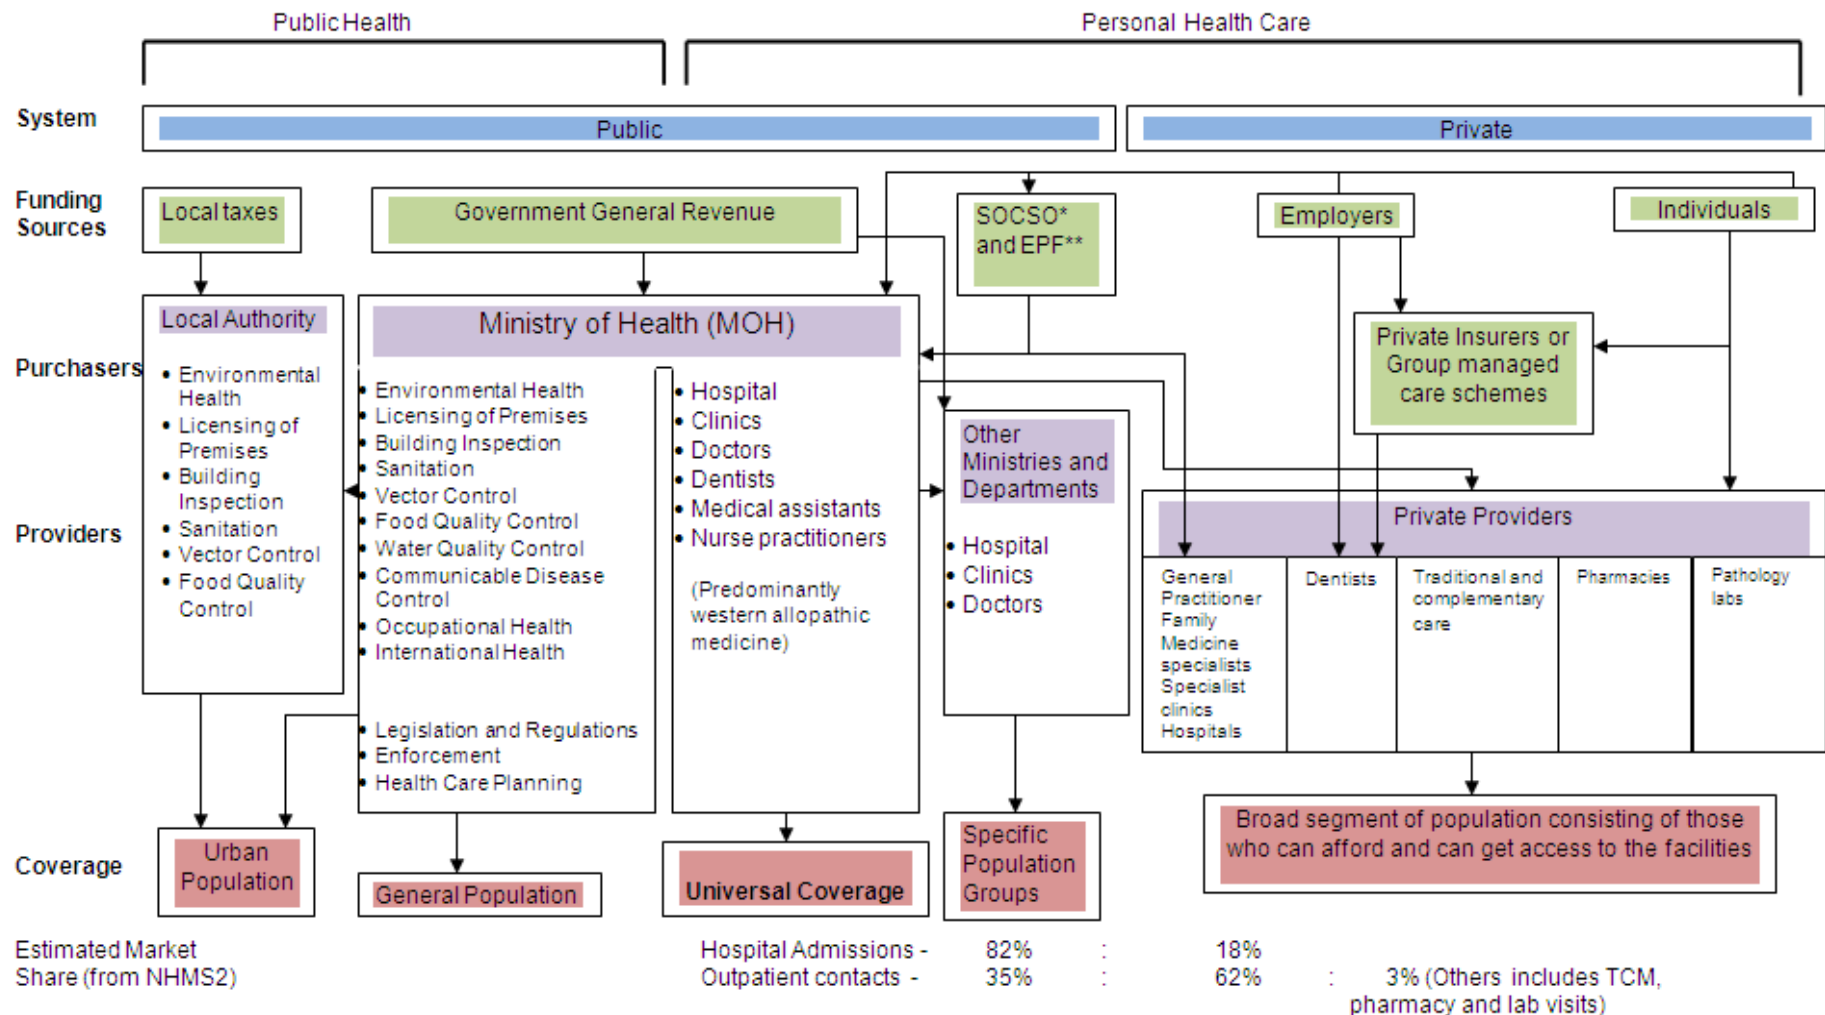 Public Health
Personal Health Care
System
Public
Private
Funding
Sources
Local taxes
Government General Revenue
SOCSO*
and EPF**
Employers
Individuals
Purchasers
Providers
Local Authority
• Environmental
Health
• Licensing of
Premises
• Building
Inspection
• Sanitation
• Vector Control
• Food Quality
Control
Ministry of Health (MOH)
• Environmental Health
• Licensing of Premises
• Building Inspection
• Sanitation
• Vector Control
• Food Quality Control
• Water Quality Control
• Communicable Disease
Control
• Occupational Health
• International Health
• Legislation and Regulations
• Enforcement
• Health Care Planning
• Hospital
• Clinics
• Doctors
• Dentists
• Medical assistants
• Nurse practitioners
(Predominantly
western allopathic
medicine)
Other
Ministries and
Departments
• Hospital
• Clinics
• Doctors
Private Insurers or
Group managed
care schemes
Private Providers
General
Practitioner
Family
Medicine
specialists
Specialist
clinics
Hospitals
Dentists
Traditional and
complementary
care
Pharmacies
Pathology
labs
Coverage
Urban
Population
General Population
Universal Coverage
Specific
Population
Groups
Broad segment of population consisting of those
who can afford and can get access to the facilities
Estimated Market
Share (from NHMS2)
Hospital Admissions - 82% : 18%
Outpatient contacts - 35% : 62% : 3% (Others includes TCM,
pharmacy and lab visits)